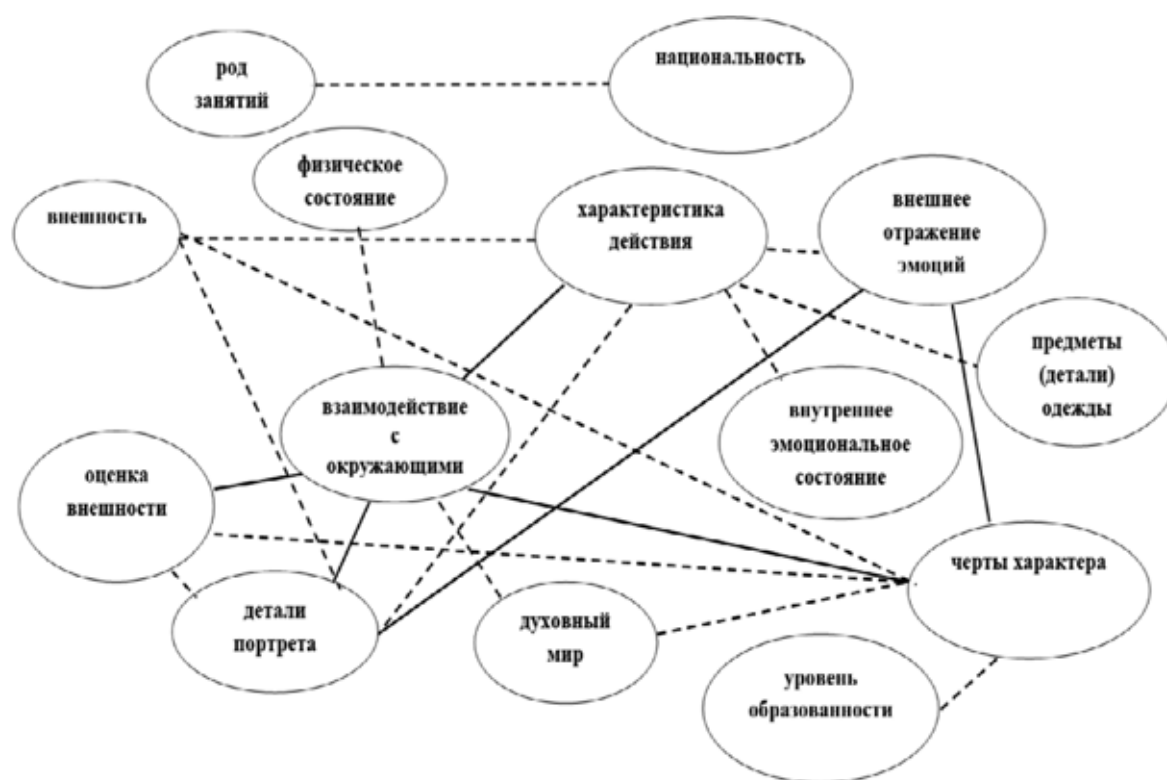 род
занятий
национальность
физическое
состояние
внешность
характеристика
действия
внешнее
отражение
эмоций
предметы
(детали)
одежды
взаимодействие
с
окружающими
внутреннее
эмоциональное
состояние
оценка
внешности
черты характера
детали
портрета
духовный
мир
уровень
образованности